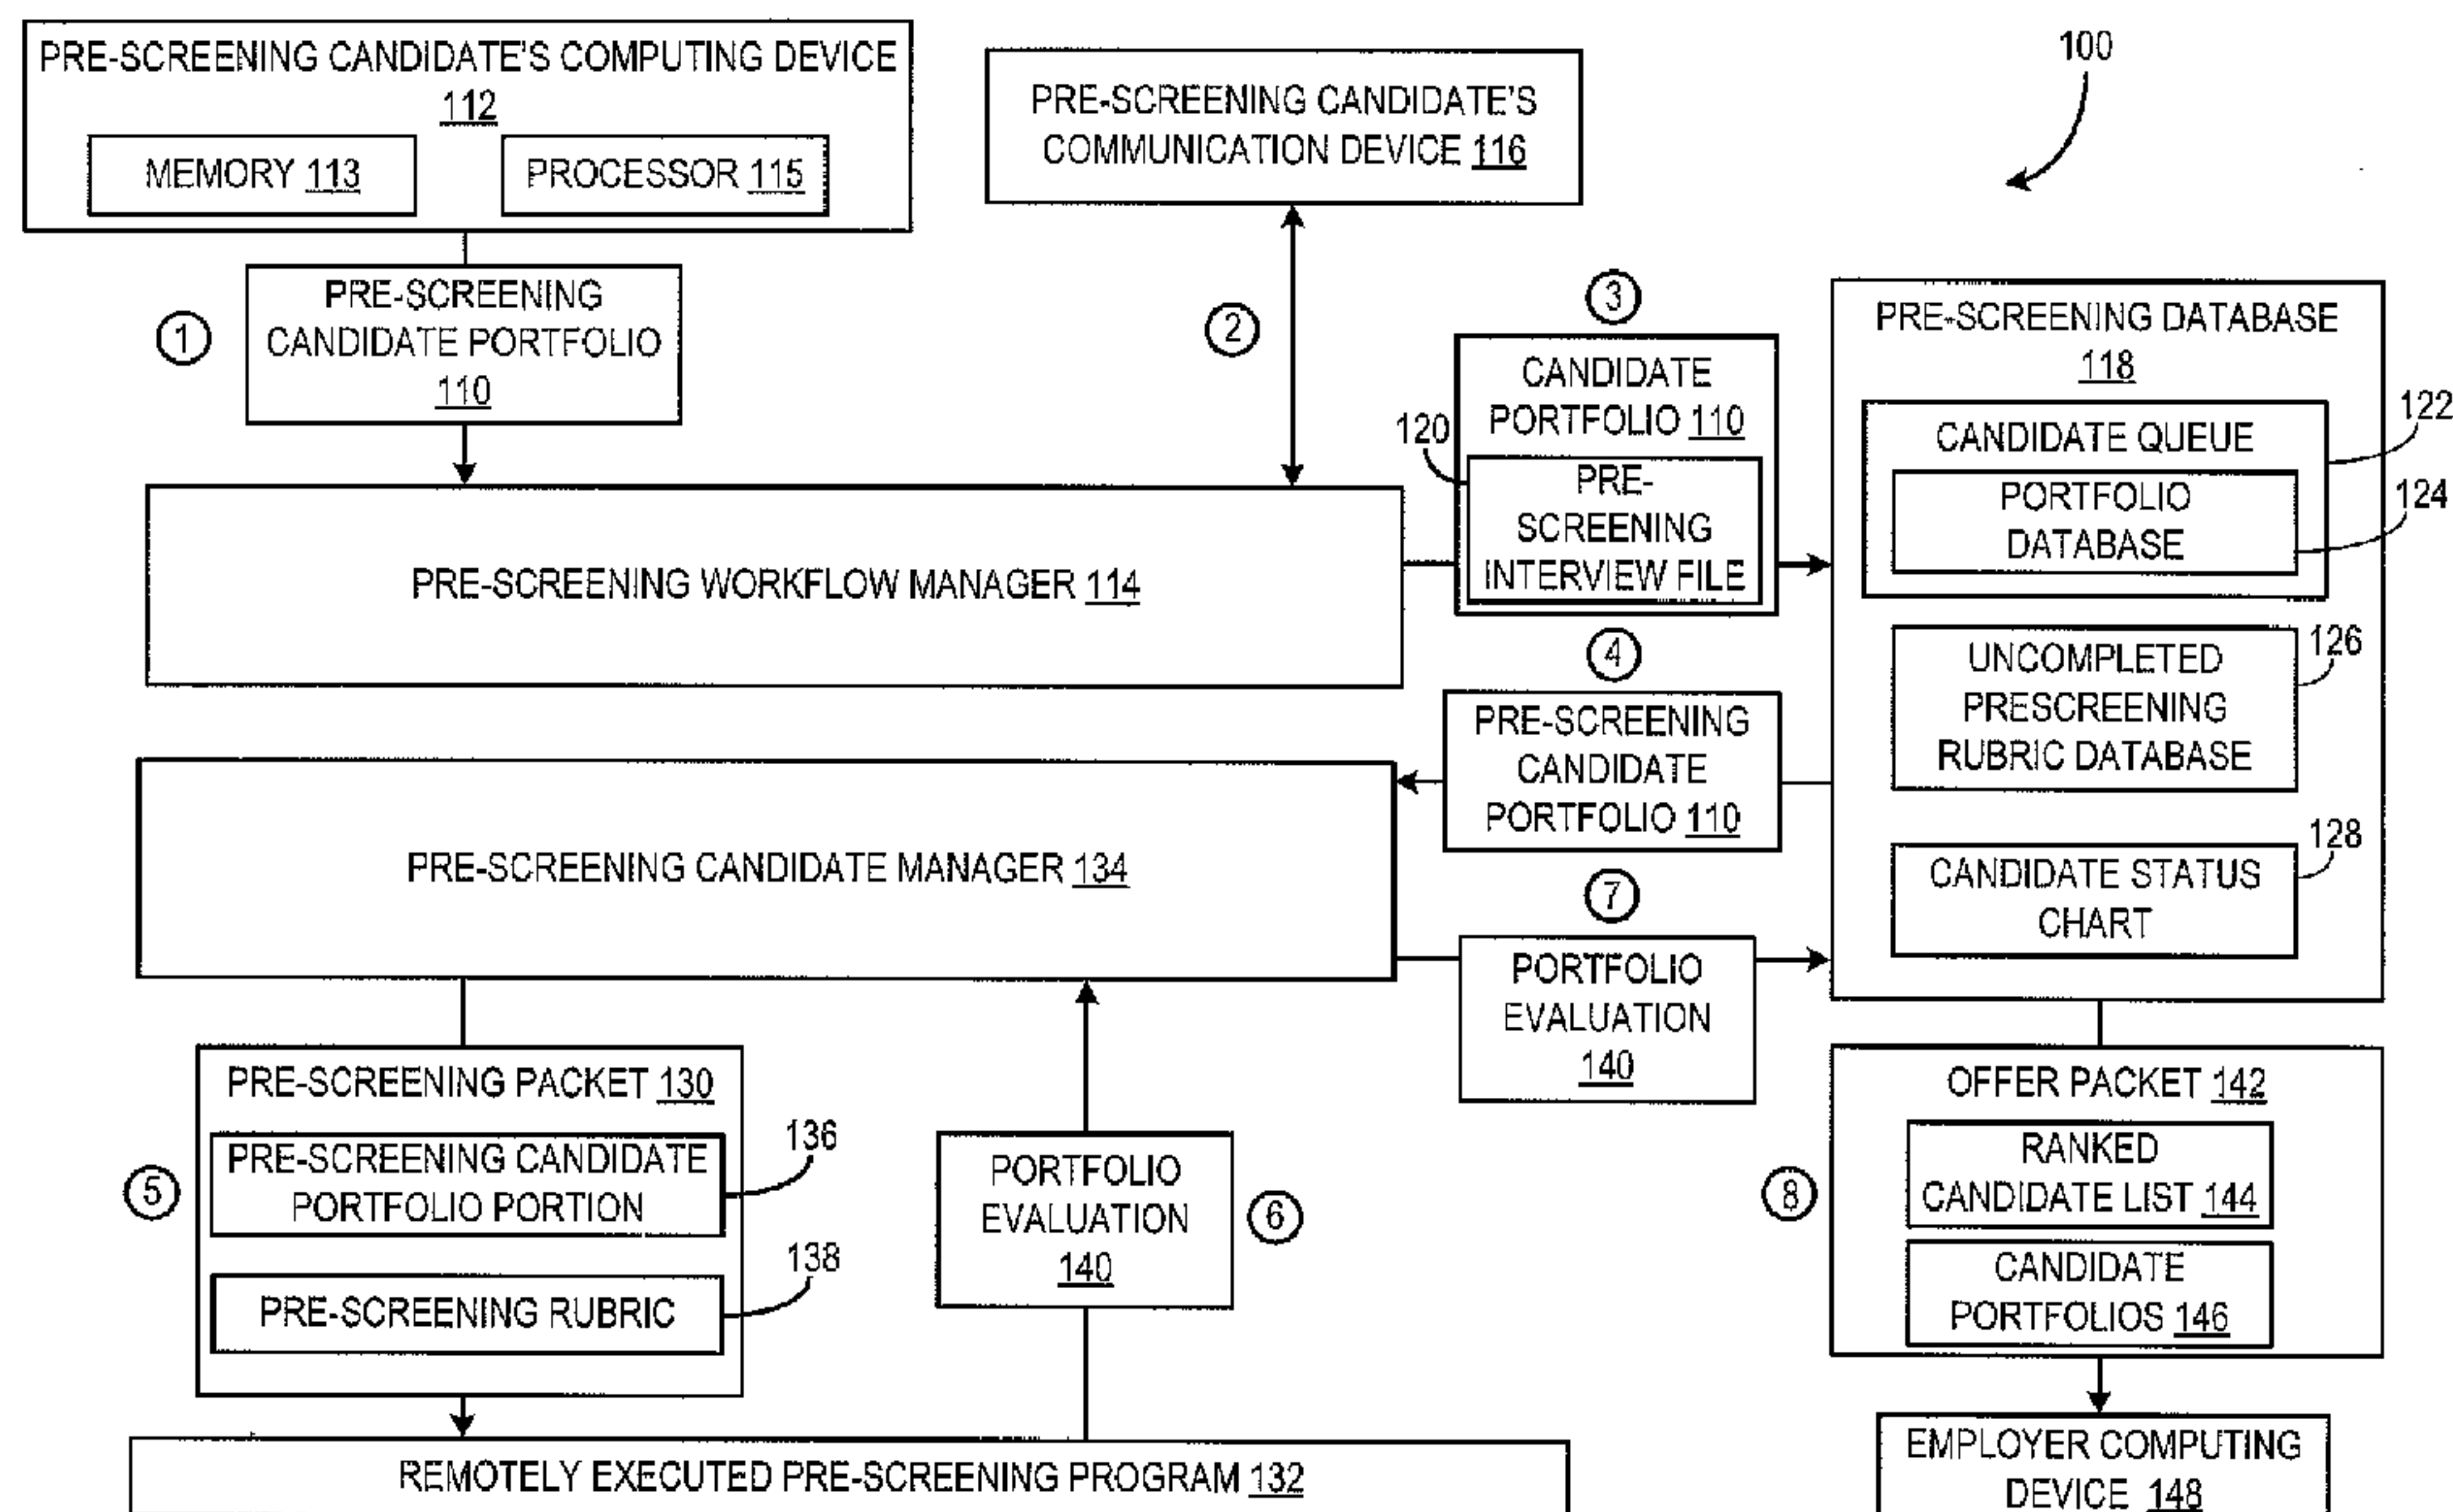 PRE-SCREENING CANDIDATE'S COMPUTING DEVICE
112
MEMORY 113
PROCESSOR 115
PRE-SCREENING CANDIDATE'S
COMMUNICATION DEVICE 116
100
1
PRE-SCREENING
CANDIDATE PORTFOLIO
110
2
3
CANDIDATE
PORTFOLIO 110
120
PRE-
SCREENING
INTERVIEW FILE
PRE-SCREENING DATABASE
118
CANDIDATE QUEUE
122
PORTFOLIO
DATABASE
124
UNCOMPLETED
PRESCREENING
RUBRIC DATABASE
126
CANDIDATE STATUS
CHART
128
PRE-SCREENING WORKFLOW MANAGER 114
4
PRE-SCREENING
CANDIDATE
PORTFOLIO 110
PRE-SCREENING CANDIDATE MANAGER 134
7
PORTFOLIO
EVALUATION
140
5
PRE-SCREENING PACKET 130
PRE-SCREENING CANDIDATE
PORTFOLIO PORTION
136
PRE-SCREENING RUBRIC
138
PORTFOLIO
EVALUATION
140
6
8
OFFER PACKET 142
RANKED
CANDIDATE LIST 144
CANDIDATE
PORTFOLIOS 146
REMOTELY EXECUTED PRE-SCREENING PROGRAM 132
EMPLOYER COMPUTING
DEVICE 148